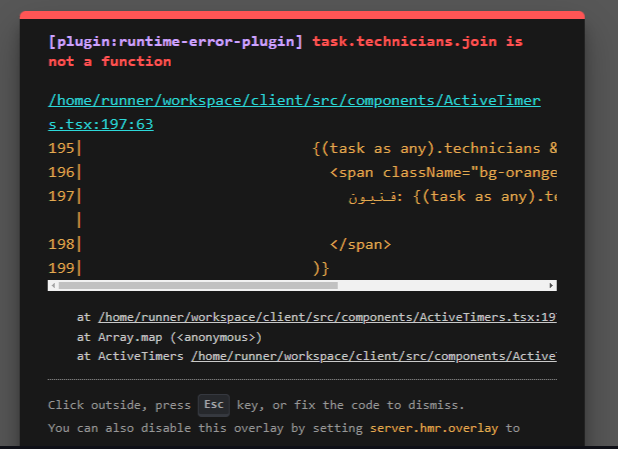 [plugin:runtime-error-plugin] task.technicians.join is
not a function
/home/runner/workspace/client/src/components/ActiveTimer
s.tsx:197:63
195| {(task as any).technicians &
196| <span className="bg-orange
197| فنيون: {(task as any).te
|
198| </span>
199| )}
at /home/runner/workspace/client/src/components/ActiveTimers.tsx:19
at Array.map (<anonymous>)
at ActiveTimers /home/runner/workspace/client/src/components/Active
Click outside, press Esc key, or fix the code to dismiss.
You can also disable this overlay by setting server.hmr.overlay to